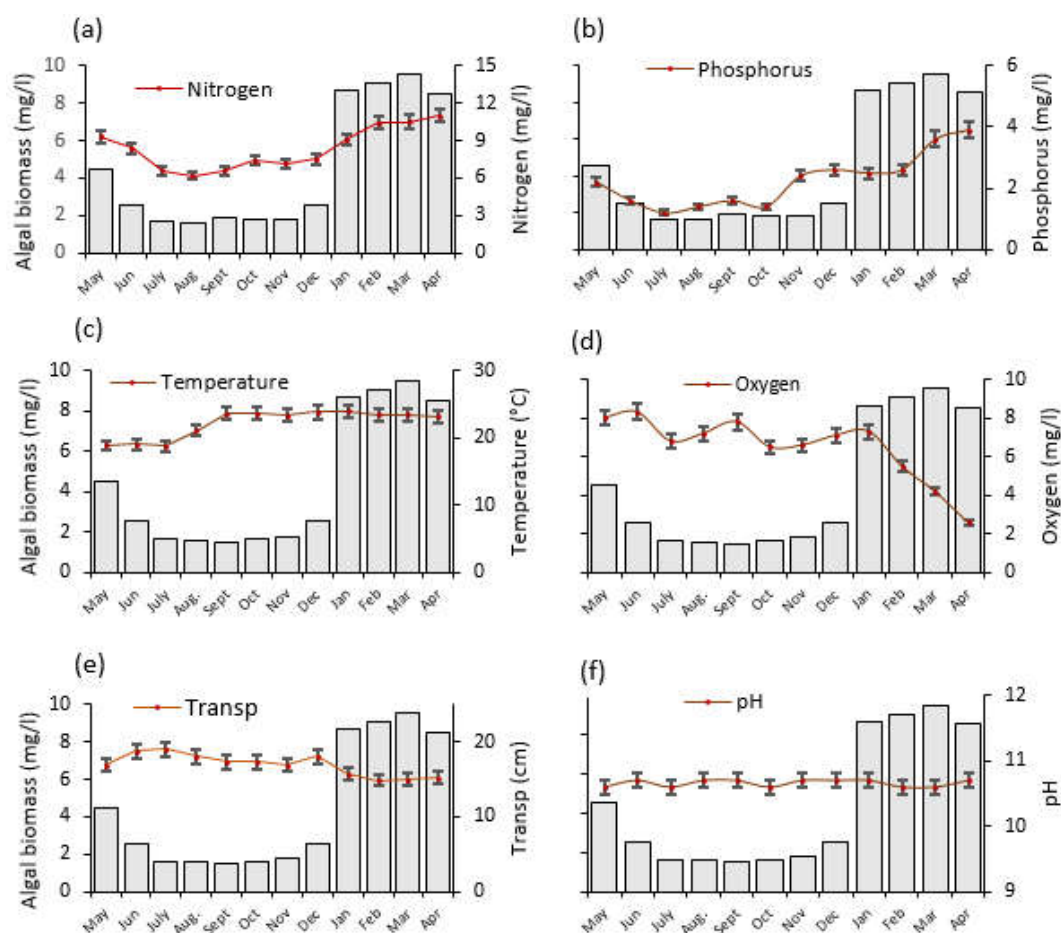 (a)
Nitrogen
Algal biomass (mg/l)
10
8
6
4
2
0
15
12
9
6
3
0
Nitrogen (mg/l)
May Jun July Aug Sept Oct Nov Dec Jan Feb Mar Apr
(b)
Phosphorus
6
4
2
0
Phosphorus (mg/l)
May Jun July Aug Sept Oct Nov Dec Jan Feb Mar Apr
(c)
Temperature
Algal biomass (mg/l)
10
8
6
4
2
0
30
20
10
0
Temperature (°C)
May Jun July Aug. Sept Oct Nov Dec Jan Feb Mar Apr
(d)
Oxygen
10
8
6
4
2
0
Oxygen (mg/l)
May Jun July Aug. Sept Oct Nov Dec Jan Feb Mar Apr
(e)
Transp
Algal biomass (mg/l)
10
8
6
4
2
0
20
10
0
Transp (cm)
May Jun July Aug. Sept Oct Nov Dec Jan Feb Mar Apr
(f)
pH
12
11
10
9
pH
May Jun July Aug. Sept Oct Nov Dec Jan Feb Mar Apr